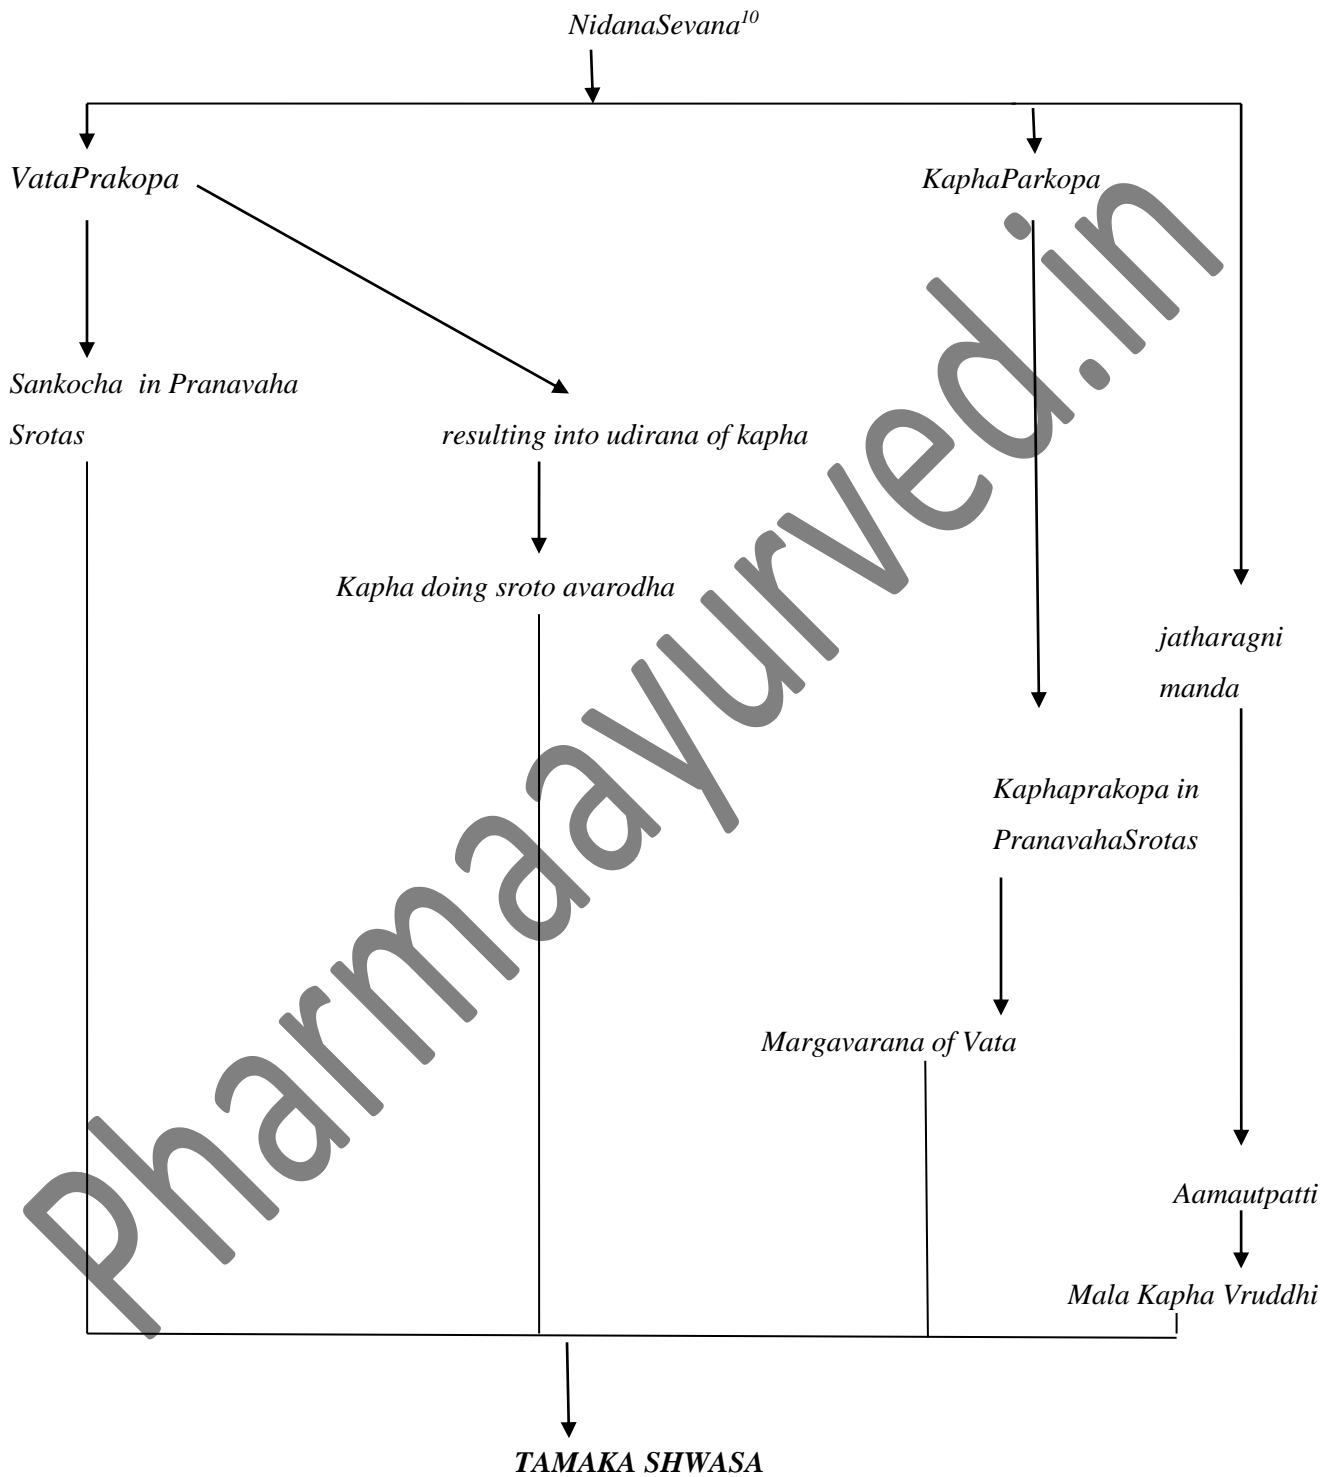 NidanaSevana10
VataPrakopa
KaphaParkopa
Sankocha in Pranavaha
Srotas
resulting into udirana of kapha
Kapha doing sroto avarodha
jatharagni
manda
Kaphaprakopa in
PranavahaSrotas
Margavarana of Vata
Aamautpatti
Mala Kapha Vruddhi
TAMAKA SHWASA
Pharmaayurved.in